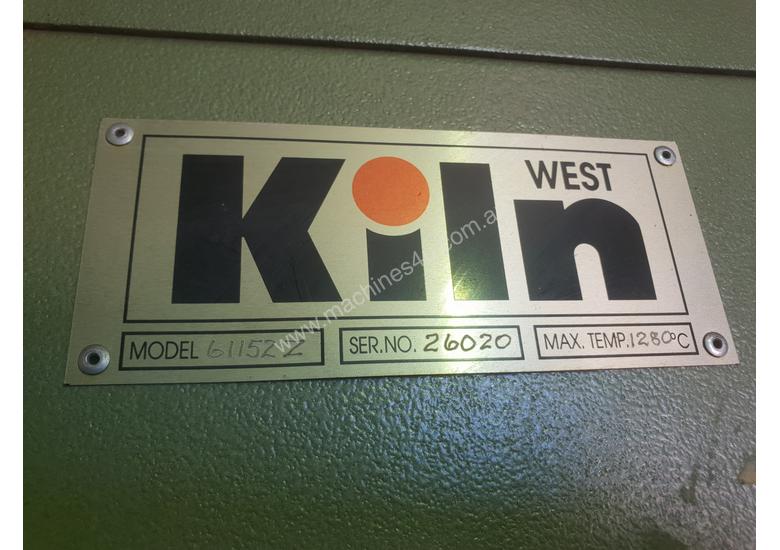 WEST
Kiln
MODEL 611522
SER.NO. 26020
MAX. TEMP. 1280°C
www.machines4u.com.au